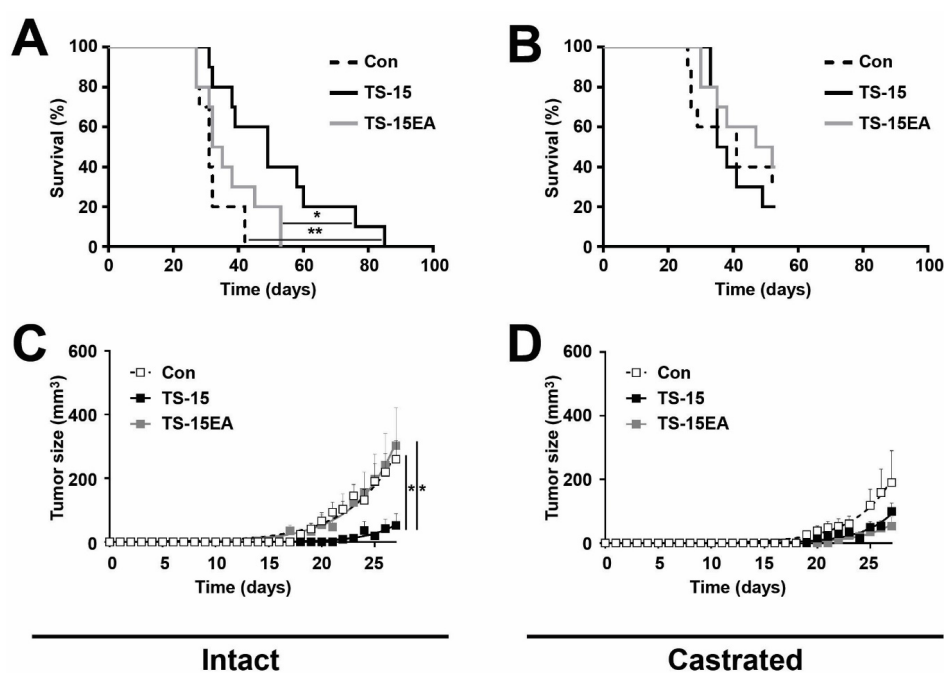 A
100
80
60
40
20
0
Survival (%)
Con
TS-15
TS-15EA
*
**
0 20 40 60 80 100
Time (days)
B
100
80
60
40
20
0
Survival (%)
Con
TS-15
TS-15EA
0 20 40 60 80 100
Time (days)
C
600
400
200
0
Tumor size (mm³)
Con
TS-15
TS-15EA
* *
0 5 10 15 20 25
Time (days)
D
600
400
200
0
Tumor size (mm³)
Con
TS-15
TS-15EA
0 5 10 15 20 25
Time (days)
Intact
Castrated